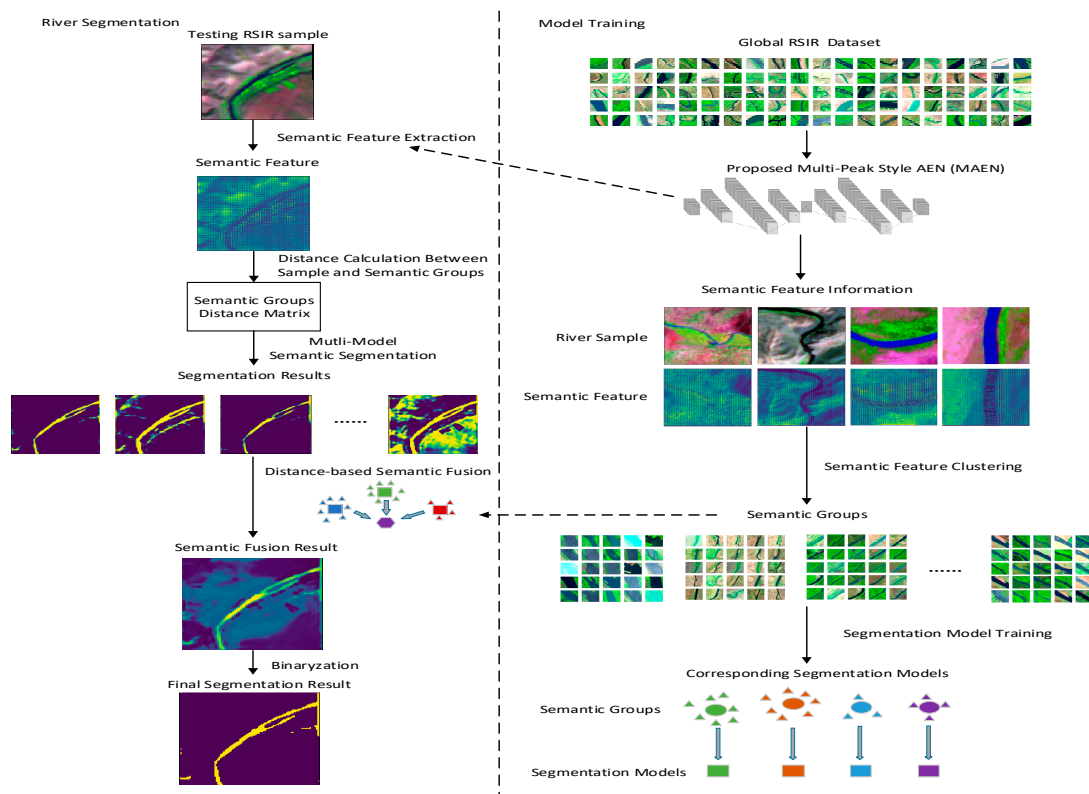 River Segmentation
Testing RSIR sample
Semantic Feature Extraction
Semantic Feature
Distance Calculation Between
Sample and Semantic Groups
Semantic Groups
Distance Matrix
Mutli-Model
Semantic Segmentation
Segmentation Results
......
Distance-based Semantic Fusion
Semantic Fusion Result
Binaryzation
Final Segmentation Result
Model Training
Global RSIR Dataset
Proposed Multi-Peak Style AEN (MAEN)
Semantic Feature Information
River Sample
Semantic Feature
Semantic Feature Clustering
Semantic Groups
......
Segmentation Model Training
Corresponding Segmentation Models
Semantic Groups
Segmentation Models